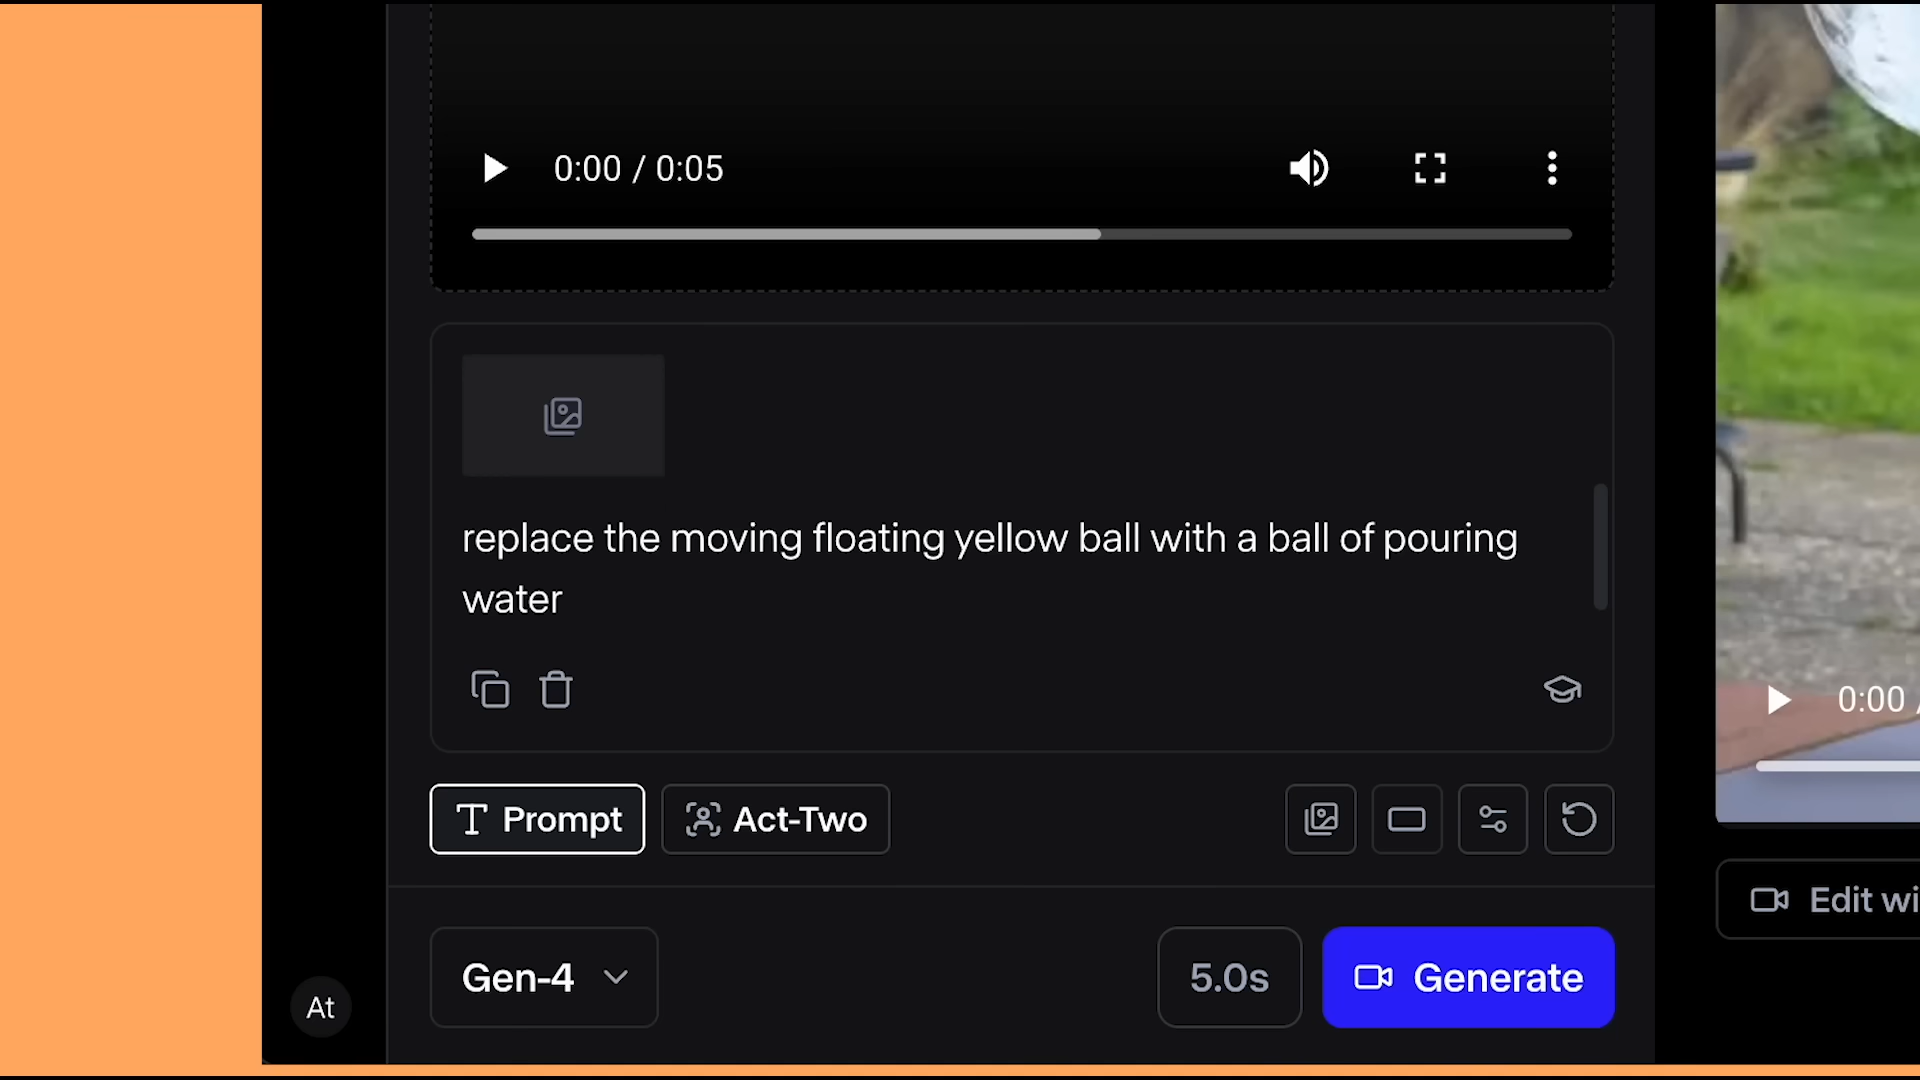 0:00 / 0:05
replace the moving floating yellow ball with a ball of pouring
water
Prompt
Act-Two
0:00 /
Edit wi
Gen-4
5.0s
Generate
At